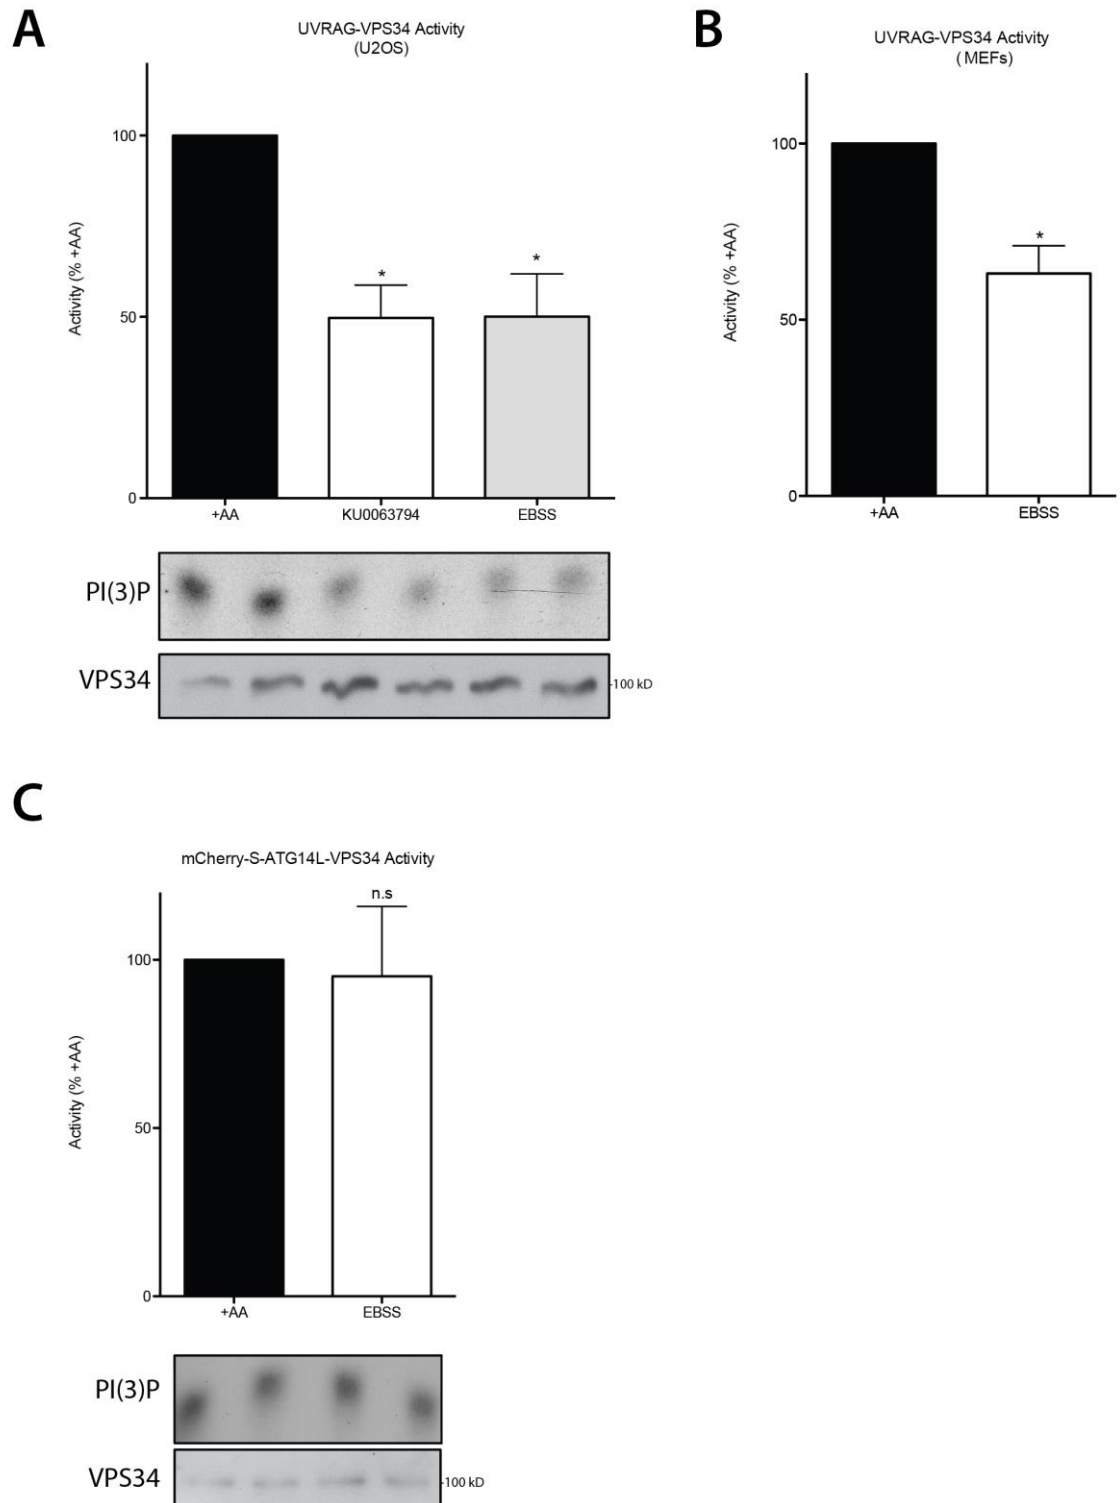 A
UVRAG-VPS34 Activity
(U2OS)
Activity (% +AA)
100
50
0
+AA KU0063794 EBSS
PI(3)P
VPS34
-100 kD
B
UVRAG-VPS34 Activity
( MEFs)
Activity (% +AA)
100
50
0
+AA EBSS
C
mCherry-S-ATG14L-VPS34 Activity
n.s
Activity (% +AA)
100
50
0
+AA EBSS
PI(3)P
VPS34
-100 kD